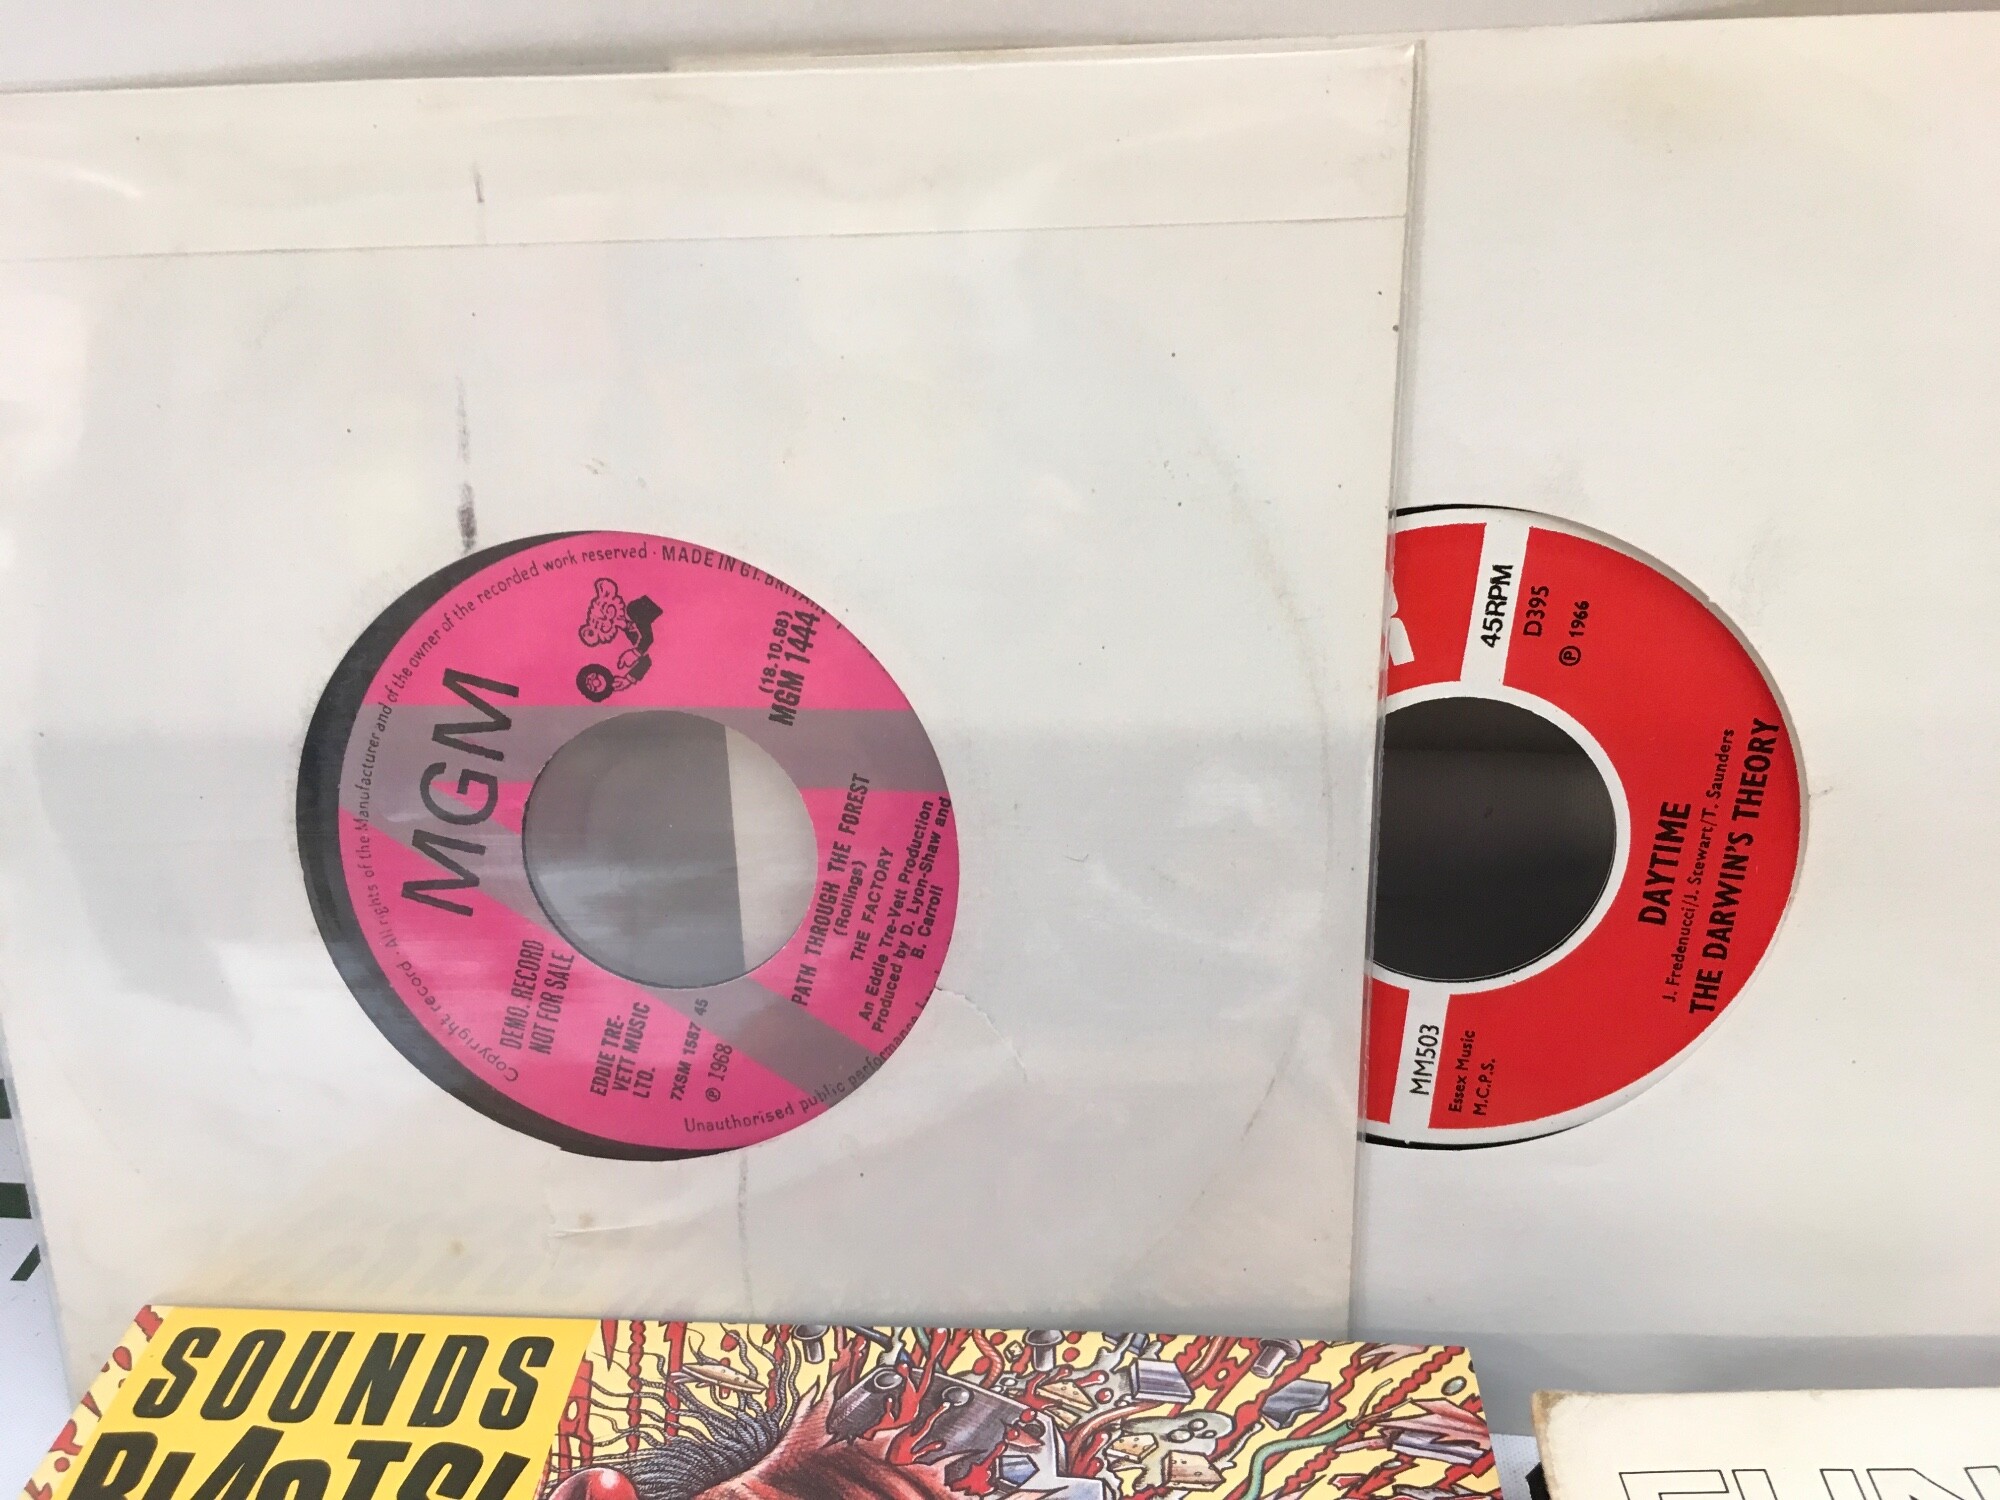 Copyright record · All rights of the Manufacturer and of the owner of the recorded work reserved · MADE IN GT. BRITAIN
MGM
DEMO. RECORD
NOT FOR SALE
EDDIE TRE-
VETT MUSIC
LTD.
7XSM 1587 45
℗ 1968
(18.10.68)
MGM 1444
PATH THROUGH THE FOREST
(Rollings)
THE FACTORY
An Eddie Tre-Vett Production
Produced by D. Lyon-Shaw and
B. Carroll
Unauthorised public performance
45RPM
D395
℗ 1966
MM503
Essex Music
M.C.P.S.
DAYTIME
J. Fredenucci/J. Stewart/T. Saunders
THE DARWIN'S THEORY
SOUNDS
BLASTS!